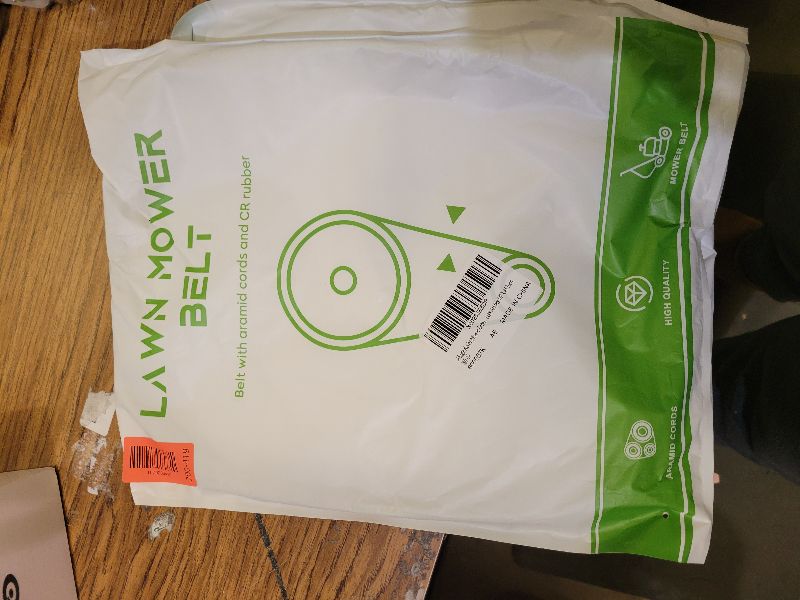 LAWN MOWER
BELT
Belt with aramid cords and CR rubber
MADE IN CHINA
ARAMID CORDS
HIGH QUALITY
MOWER BELT